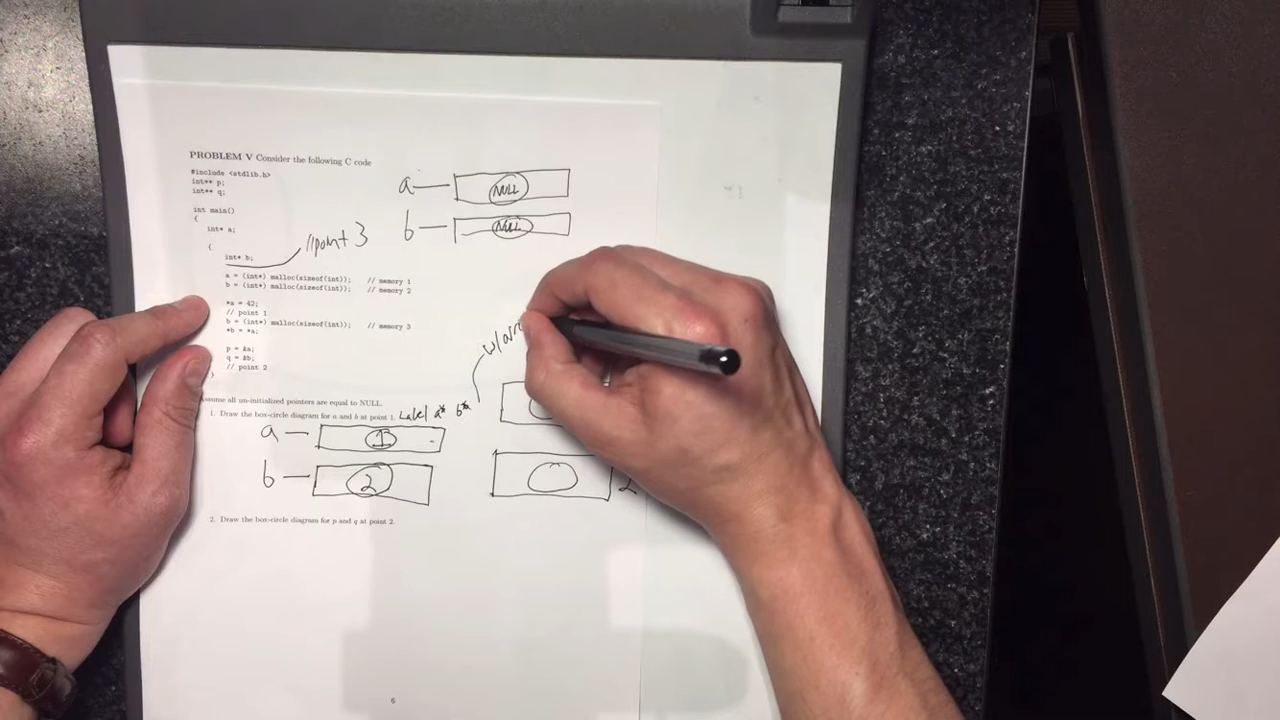 PROBLEM V Consider the following C code
#include <stdlib.h>
int** p;
int** q;
int main()
{
int* a;
{
int* b;
//point 3
a = (int*) malloc(sizeof(int)); // memory 1
b = (int*) malloc(sizeof(int)); // memory 2
*a = 42;
// point 1
b = (int*) malloc(sizeof(int)); // memory 3
*b = *a;
p = &a;
q = &b;
// point 2
}
a NULL
b NULL
Assume all un-initialised pointers are equal to NULL.
1. Draw the box-circle diagram for a and b at point 1. Label a* b*
w/
a 1
b 2
2
2. Draw the box-circle diagram for p and q at point 2.
6